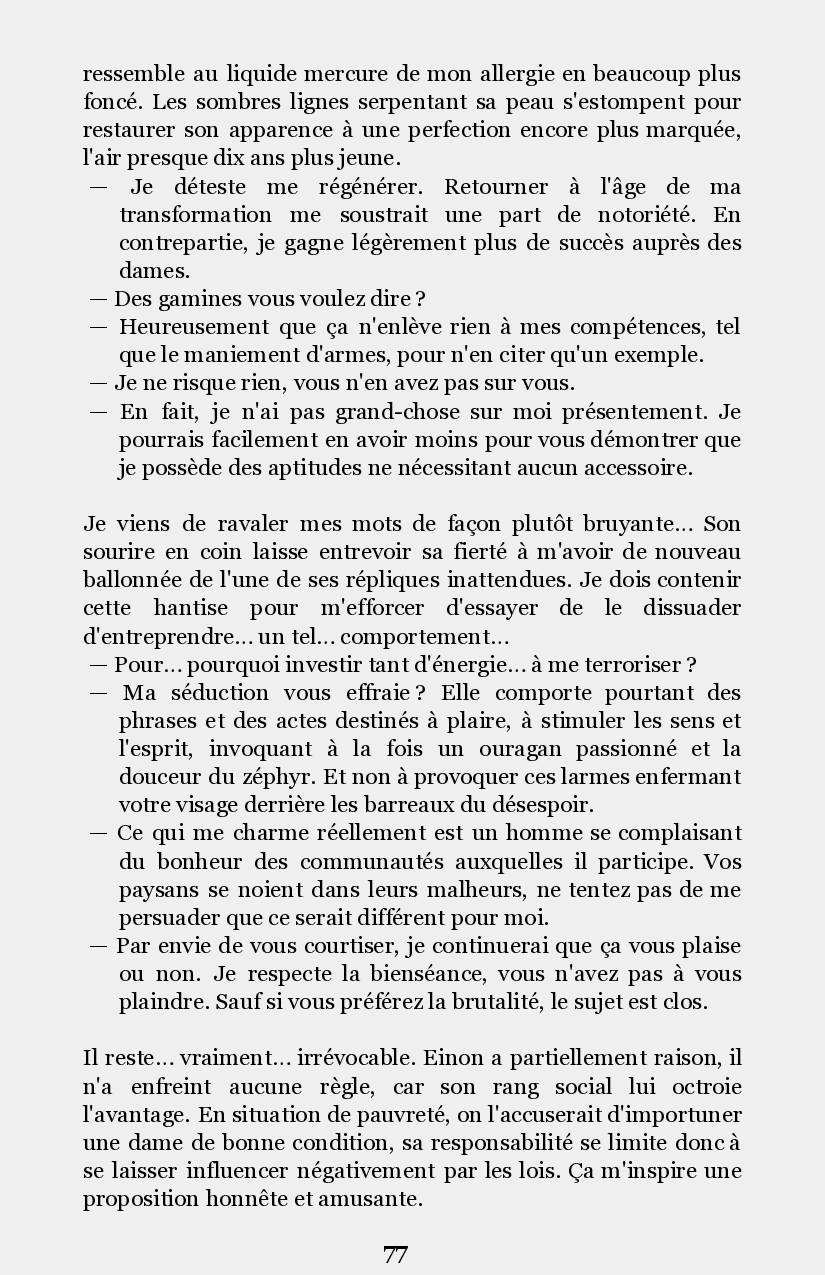 ressemble au liquide mercure de mon allergie en beaucoup plus
foncé. Les sombres lignes serpentant sa peau s'estompent pour
restaurer son apparence à une perfection encore plus marquée,
l'air presque dix ans plus jeune.
— Je déteste me régénérer. Retourner à l'âge de ma
transformation me soustrait une part de notoriété. En
contrepartie, je gagne légèrement plus de succès auprès des
dames.
— Des gamines vous voulez dire ?
— Heureusement que ça n'enlève rien à mes compétences, tel
que le maniement d'armes, pour n'en citer qu'un exemple.
— Je ne risque rien, vous n'en avez pas sur vous.
— En fait, je n'ai pas grand-chose sur moi présentement. Je
pourrais facilement en avoir moins pour vous démontrer que
je possède des aptitudes ne nécessitant aucun accessoire.
Je viens de ravaler mes mots de façon plutôt bruyante... Son
sourire en coin laisse entrevoir sa fierté à m'avoir de nouveau
ballonnée de l'une de ses répliques inattendues. Je dois contenir
cette hantise pour m'efforcer d'essayer de le dissuader
d'entreprendre... un tel... comportement...
— Pour... pourquoi investir tant d'énergie... à me terroriser ?
— Ma séduction vous effraie ? Elle comporte pourtant des
phrases et des actes destinés à plaire, à stimuler les sens et
l'esprit, invoquant à la fois un ouragan passionné et la
douceur du zéphyr. Et non à provoquer ces larmes enfermant
votre visage derrière les barreaux du désespoir.
— Ce qui me charme réellement est un homme se complaisant
du bonheur des communautés auxquelles il participe. Vos
paysans se noient dans leurs malheurs, ne tentez pas de me
persuader que ce serait différent pour moi.
— Par envie de vous courtiser, je continuerai que ça vous plaise
ou non. Je respecte la bienséance, vous n'avez pas à vous
plaindre. Sauf si vous préférez la brutalité, le sujet est clos.
Il reste... vraiment... irrévocable. Einon a partiellement raison, il
n'a enfreint aucune règle, car son rang social lui octroie
l'avantage. En situation de pauvreté, on l'accuserait d'importuner
une dame de bonne condition, sa responsabilité se limite donc à
se laisser influencer négativement par les lois. Ça m'inspire une
proposition honnête et amusante.
77